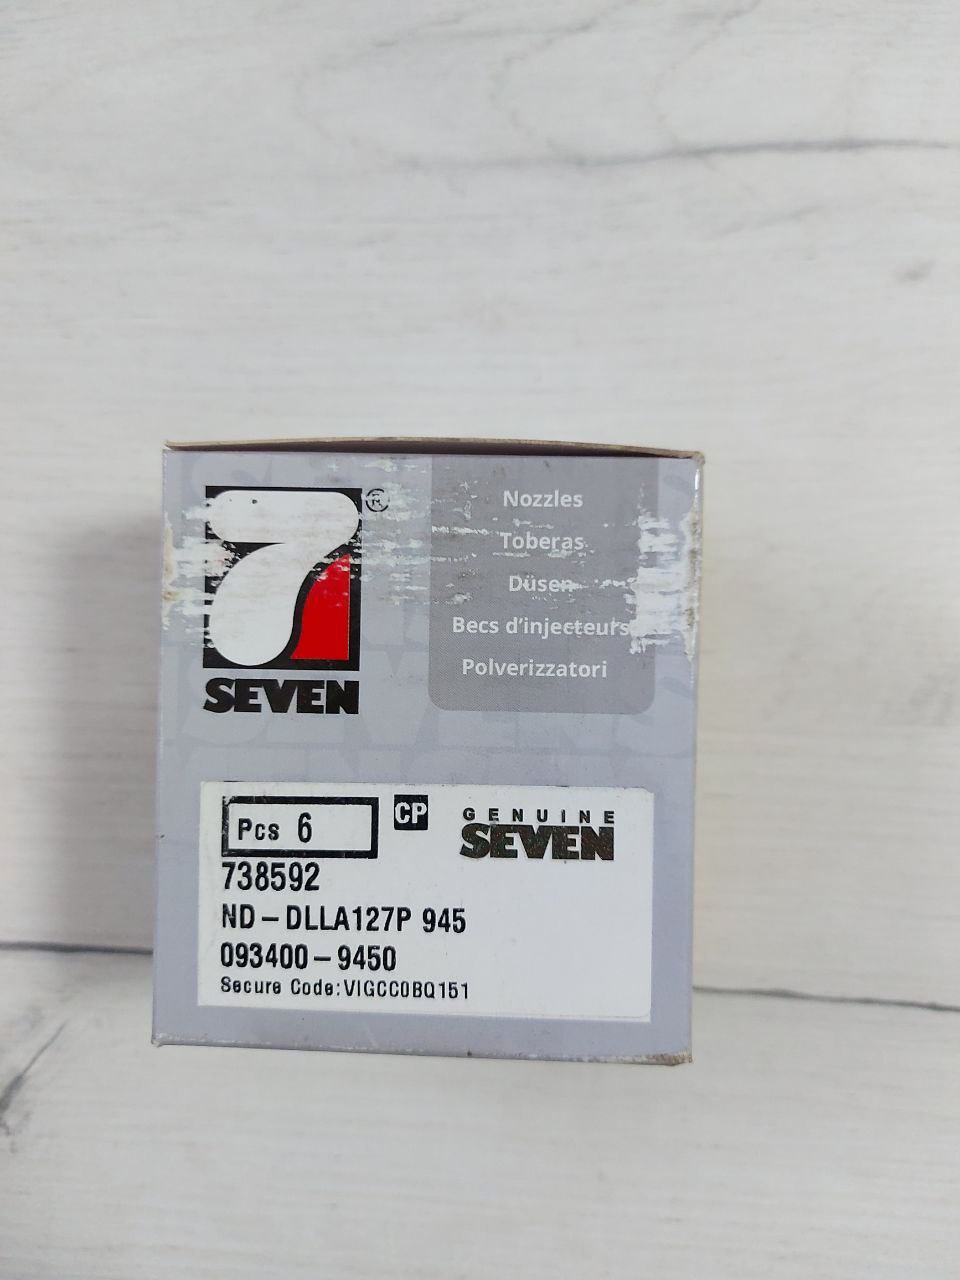 7 ®
SEVEN
Nozzles
Toberas
Düsen
Becs d'injecteurs
Polverizzatori
Pcs 6
CP
GENUINE
SEVEN
738592
ND-DLLA127P 945
093400-9450
Secure Code:VIGCC0BQ151